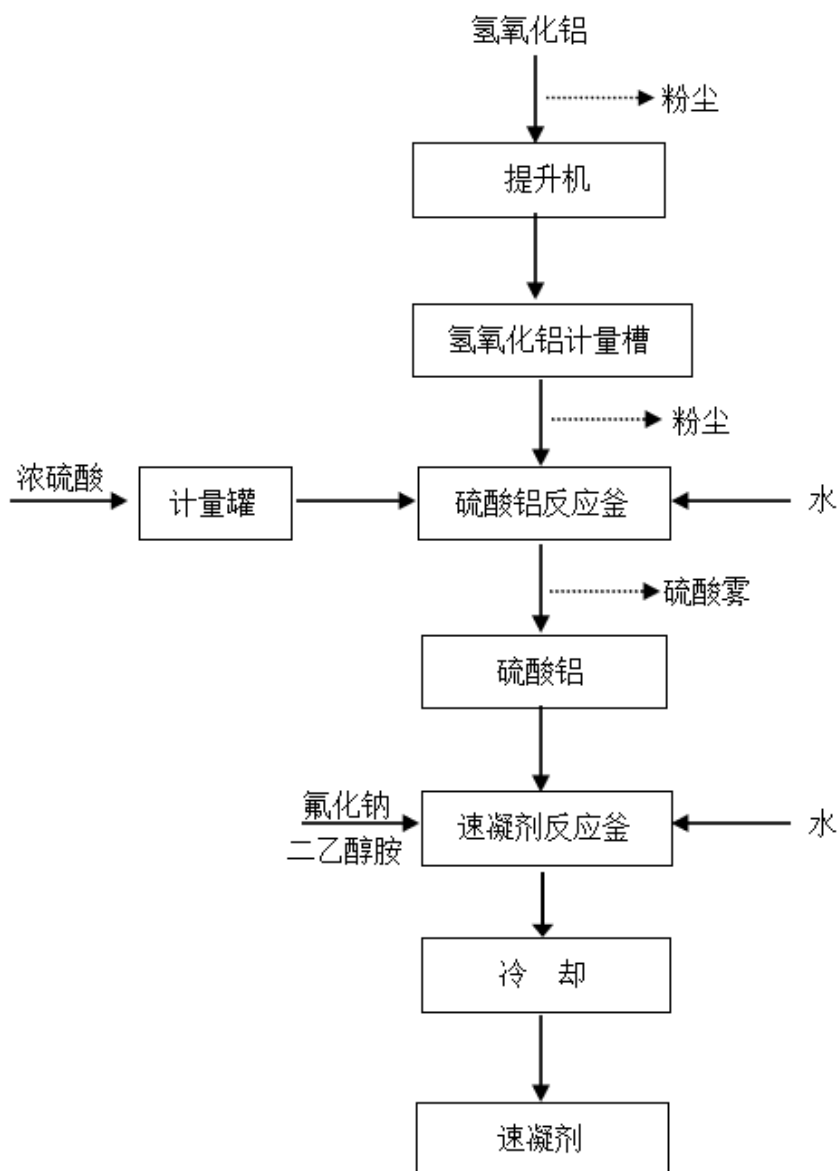 氢氧化铝
粉尘
提升机
氢氧化铝计量槽
粉尘
浓硫酸
计量罐
硫酸铝反应釜
水
硫酸雾
硫酸铝
氟化钠
二乙醇胺
速凝剂反应釜
水
冷 却
速凝剂